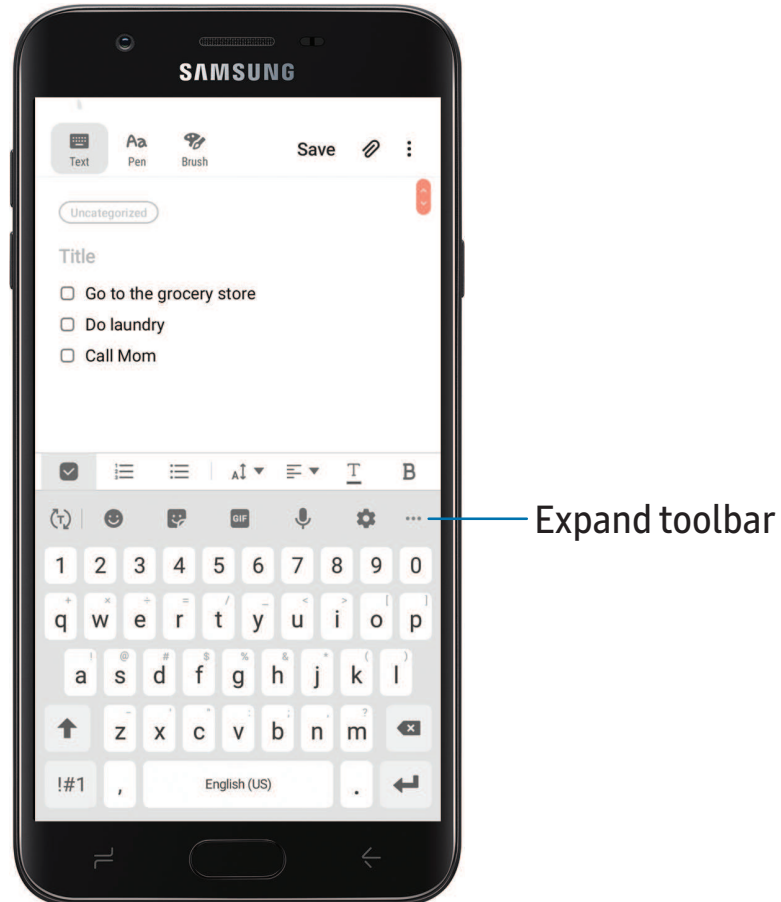 SAMSUNG
Text Pen Brush Save
Uncategorized
Title
Go to the grocery store
Do laundry
Call Mom
A T B
T GIF
Expand toolbar
1 2 3 4 5 6 7 8 9 0
+ × ÷ = / _ < > [ ]
q w e r t y u i o p
! @ # $ % ^ & * ( )
a s d f g h j k l
- ' " : ; , ?
z x c v b n m
!#1 , English (US) .